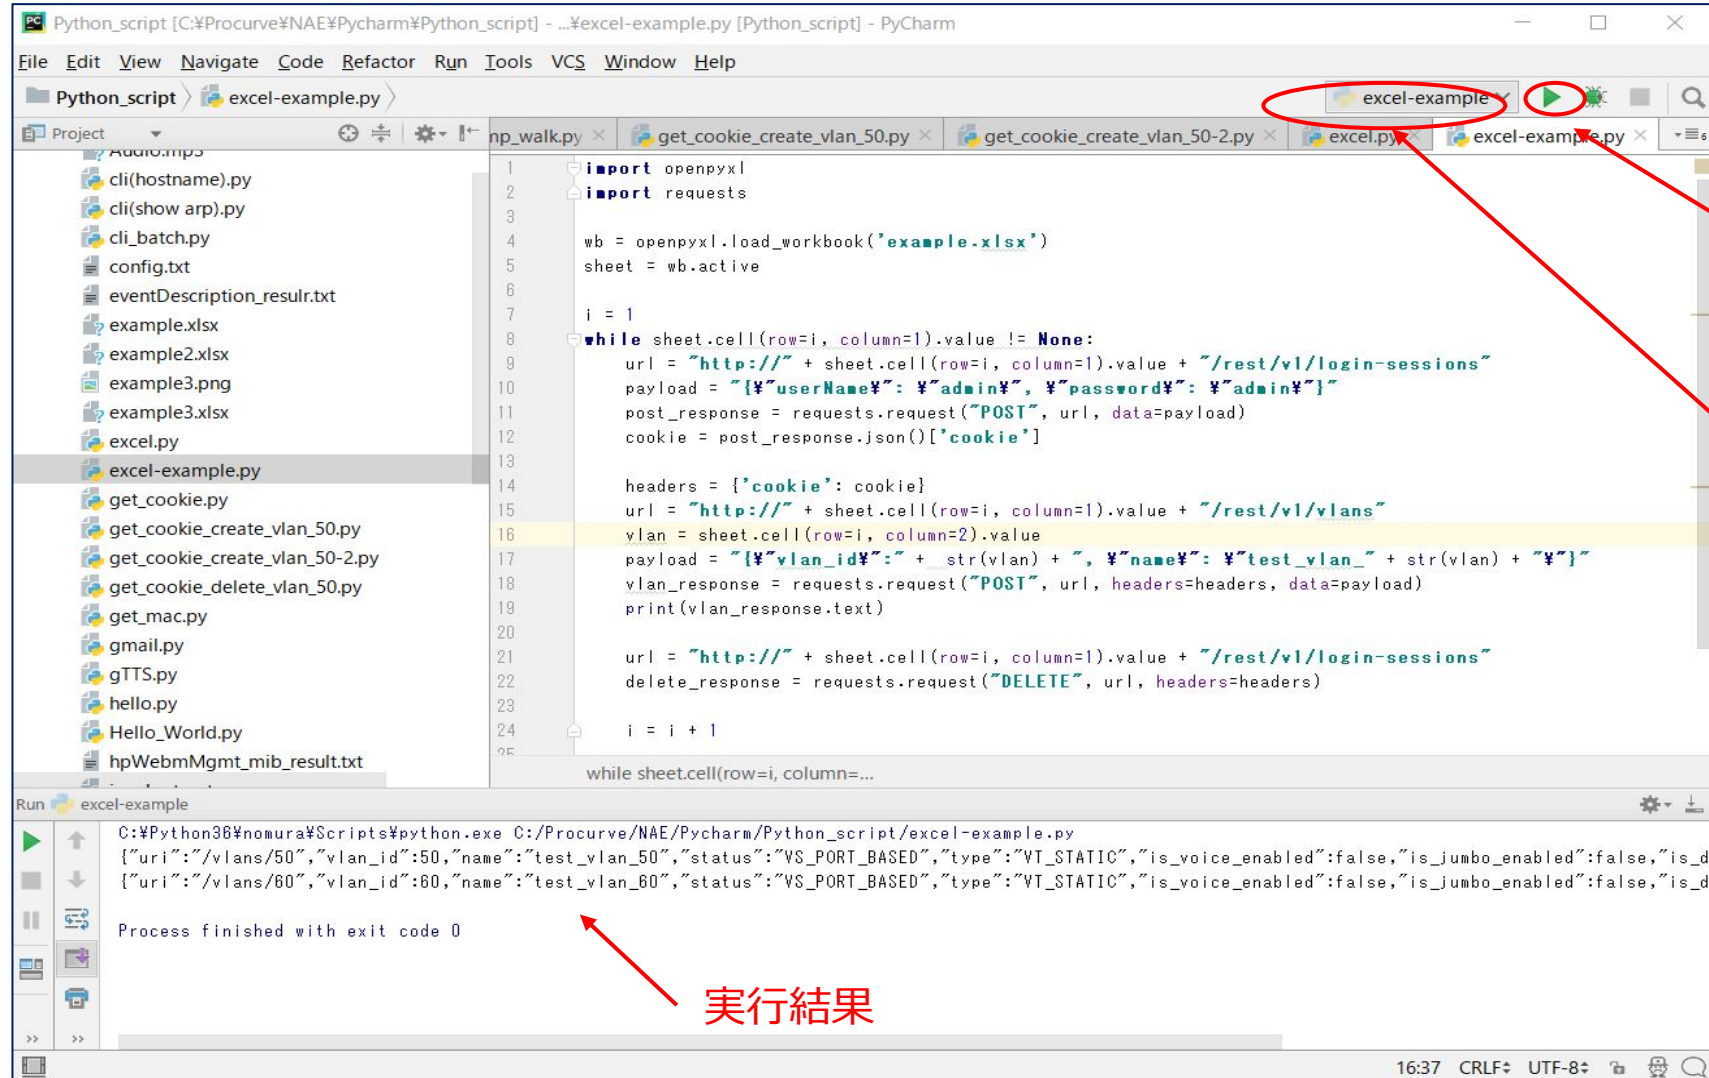 Python_script [C:¥Procurve¥NAE¥Pycharm¥Python_script] - ...¥excel-example.py [Python_script] - PyCharm
File Edit View Navigate Code Refactor Run Tools VCS Window Help
Python_script excel-example.py excel-example
Project
np_walk.py get_cookie_create_vlan_50.py get_cookie_create_vlan_50-2.py excel.py excel-example.py
Audio.mp3
cli(hostname).py
cli(show arp).py
cli_batch.py
config.txt
eventDescription_resulr.txt
example.xlsx
example2.xlsx
example3.png
example3.xlsx
excel.py
excel-example.py
get_cookie.py
get_cookie_create_vlan_50.py
get_cookie_create_vlan_50-2.py
get_cookie_delete_vlan_50.py
get_mac.py
gmail.py
gTTS.py
hello.py
Hello_World.py
hpWebmMgmt_mib_result.txt
1 import openpyxl
2 import requests
3
4 wb = openpyxl.load_workbook('example.xlsx')
5 sheet = wb.active
6
7 i = 1
8 while sheet.cell(row=i, column=1).value != None:
9 url = "http://" + sheet.cell(row=i, column=1).value + "/rest/v1/login-sessions"
10 payload = "{¥"userName¥": ¥"admin¥", ¥"password¥": ¥"admin¥"}"
11 post_response = requests.request("POST", url, data=payload)
12 cookie = post_response.json()['cookie']
13
14 headers = {'cookie': cookie}
15 url = "http://" + sheet.cell(row=i, column=1).value + "/rest/v1/vlans"
16 vlan = sheet.cell(row=i, column=2).value
17 payload = "{¥"vlan_id¥":" + str(vlan) + ", ¥"name¥": ¥"test_vlan_" + str(vlan) + "¥"}"
18 vlan_response = requests.request("POST", url, headers=headers, data=payload)
19 print(vlan_response.text)
20
21 url = "http://" + sheet.cell(row=i, column=1).value + "/rest/v1/login-sessions"
22 delete_response = requests.request("DELETE", url, headers=headers)
23
24 i = i + 1
25
while sheet.cell(row=i, column=...
Run excel-example
C:¥Python36¥nomura¥Scripts¥python.exe C:/Procurve/NAE/Pycharm/Python_script/excel-example.py
{"uri":"/vlans/50","vlan_id":50,"name":"test_vlan_50","status":"VS_PORT_BASED","type":"VT_STATIC","is_voice_enabled":false,"is_jumbo_enabled":false,"is_d
{"uri":"/vlans/60","vlan_id":60,"name":"test_vlan_60","status":"VS_PORT_BASED","type":"VT_STATIC","is_voice_enabled":false,"is_jumbo_enabled":false,"is_d
Process finished with exit code 0
実行結果
16:37 CRLF UTF-8